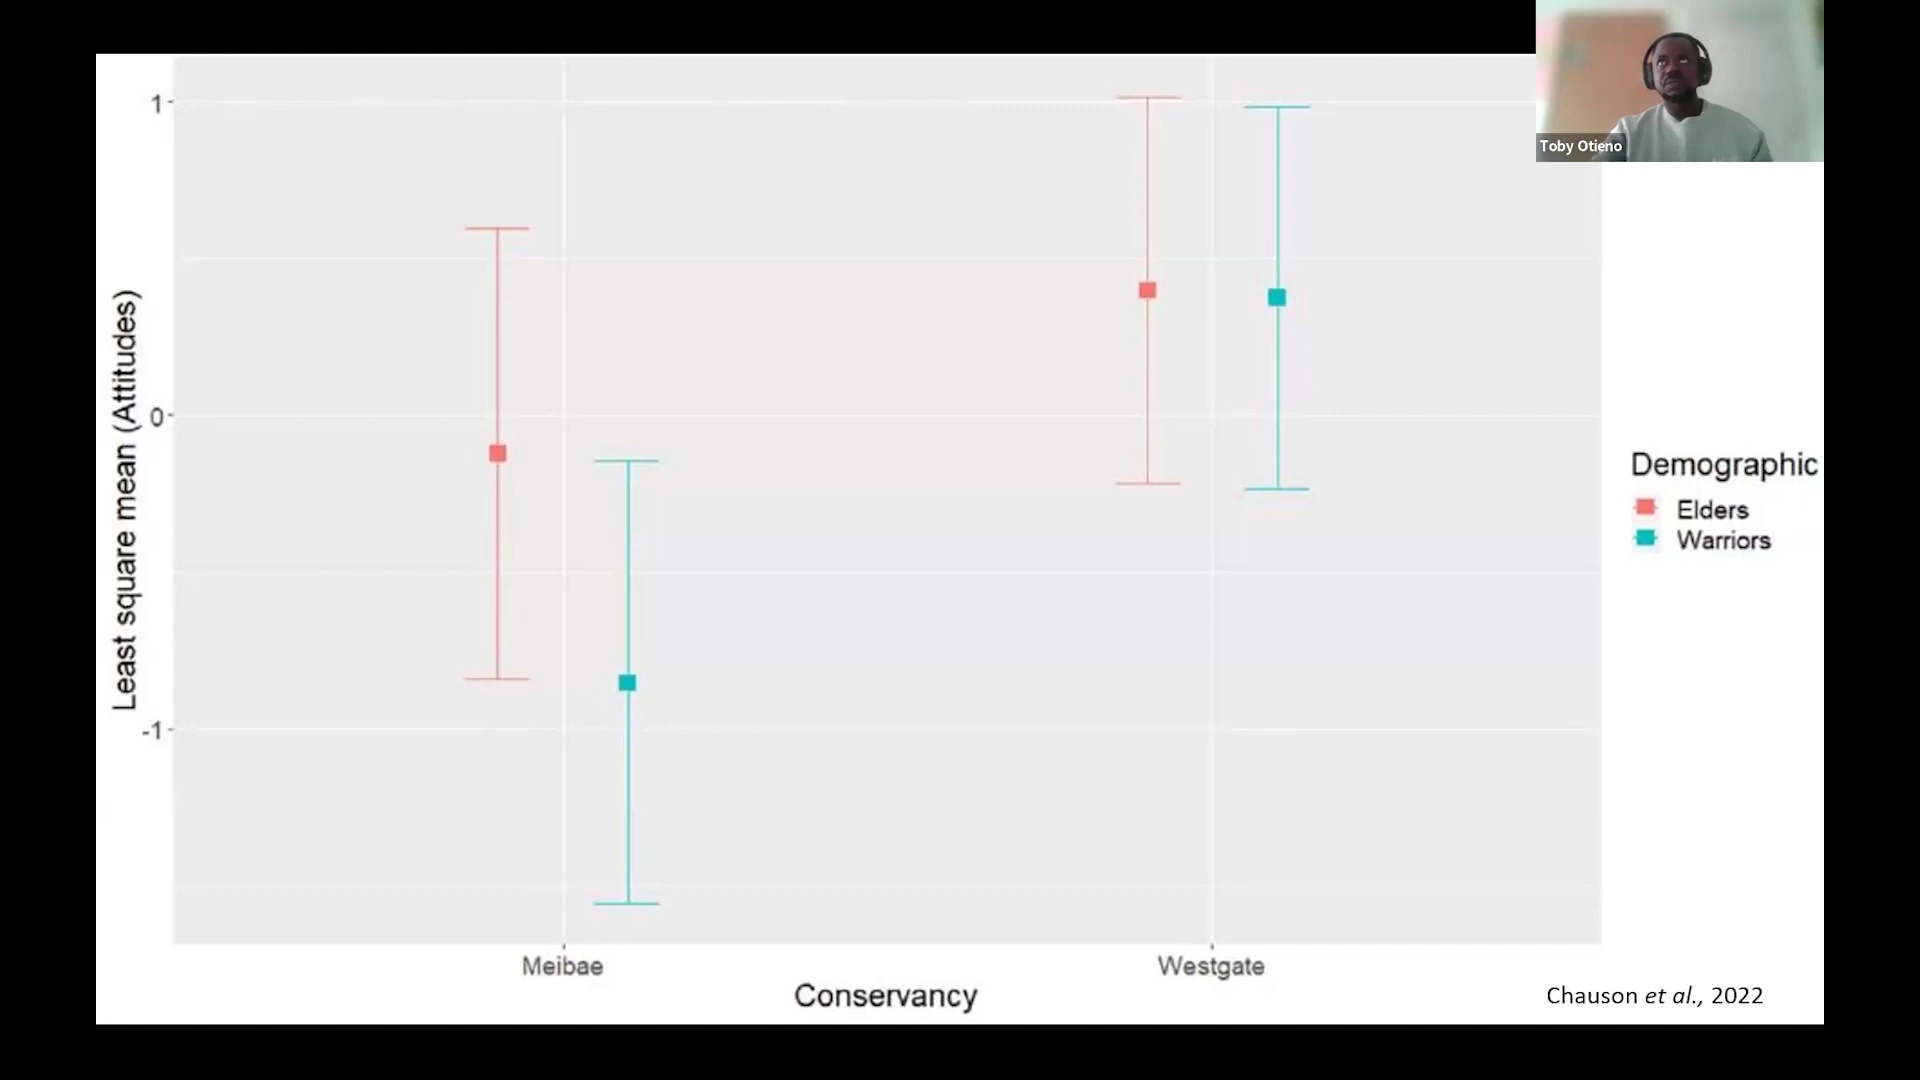 Toby Otieno
1
0
-1
Least square mean (Attitudes)
Meibae
Westgate
Conservancy
Demographic
Elders
Warriors
Chauson et al., 2022